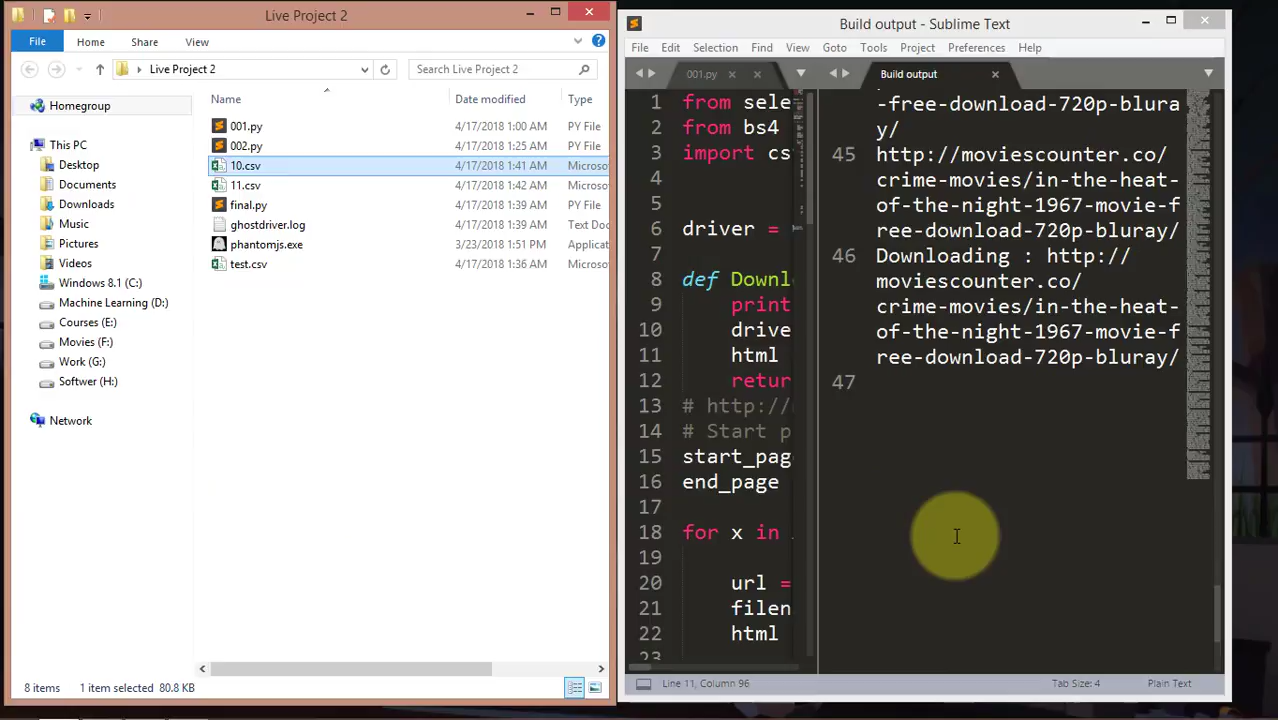 Live Project 2
File Home Share View
Live Project 2
Search Live Project 2
Name Date modified Type
Homegroup
This PC
Desktop
Documents
Downloads
Music
Pictures
Videos
Windows 8.1 (C:)
Machine Learning (D:)
Courses (E:)
Movies (F:)
Work (G:)
Softwer (H:)
Network
001.py 4/17/2018 1:00 AM PY File
002.py 4/17/2018 1:25 AM PY File
10.csv 4/17/2018 1:41 AM Microso
11.csv 4/17/2018 1:42 AM Microso
final.py 4/17/2018 1:39 AM PY File
ghostdriver.log 4/17/2018 1:39 AM Text Doc
phantomjs.exe 3/23/2018 1:51 PM Applicat
test.csv 4/17/2018 1:36 AM Microso
8 items 1 item selected 80.8 KB
Build output - Sublime Text
File Edit Selection Find View Goto Tools Project Preferences Help
001.py
Build output
1 from sele
2 from bs4
3 import cs
4
5
6 driver =
7
8 def Downl
9 print
10 drive
11 html
12 retur
13 # http://
14 # Start p
15 start_pag
16 end_page
17
18 for x in
19
20 url =
21 filen
22 html
23
-free-download-720p-blura
y/
45 http://moviescounter.co/
crime-movies/in-the-heat-
of-the-night-1967-movie-f
ree-download-720p-bluray/
46 Downloading : http://
moviescounter.co/
crime-movies/in-the-heat-
of-the-night-1967-movie-f
ree-download-720p-bluray/
47
Line 11, Column 96
Tab Size: 4 Plain Text